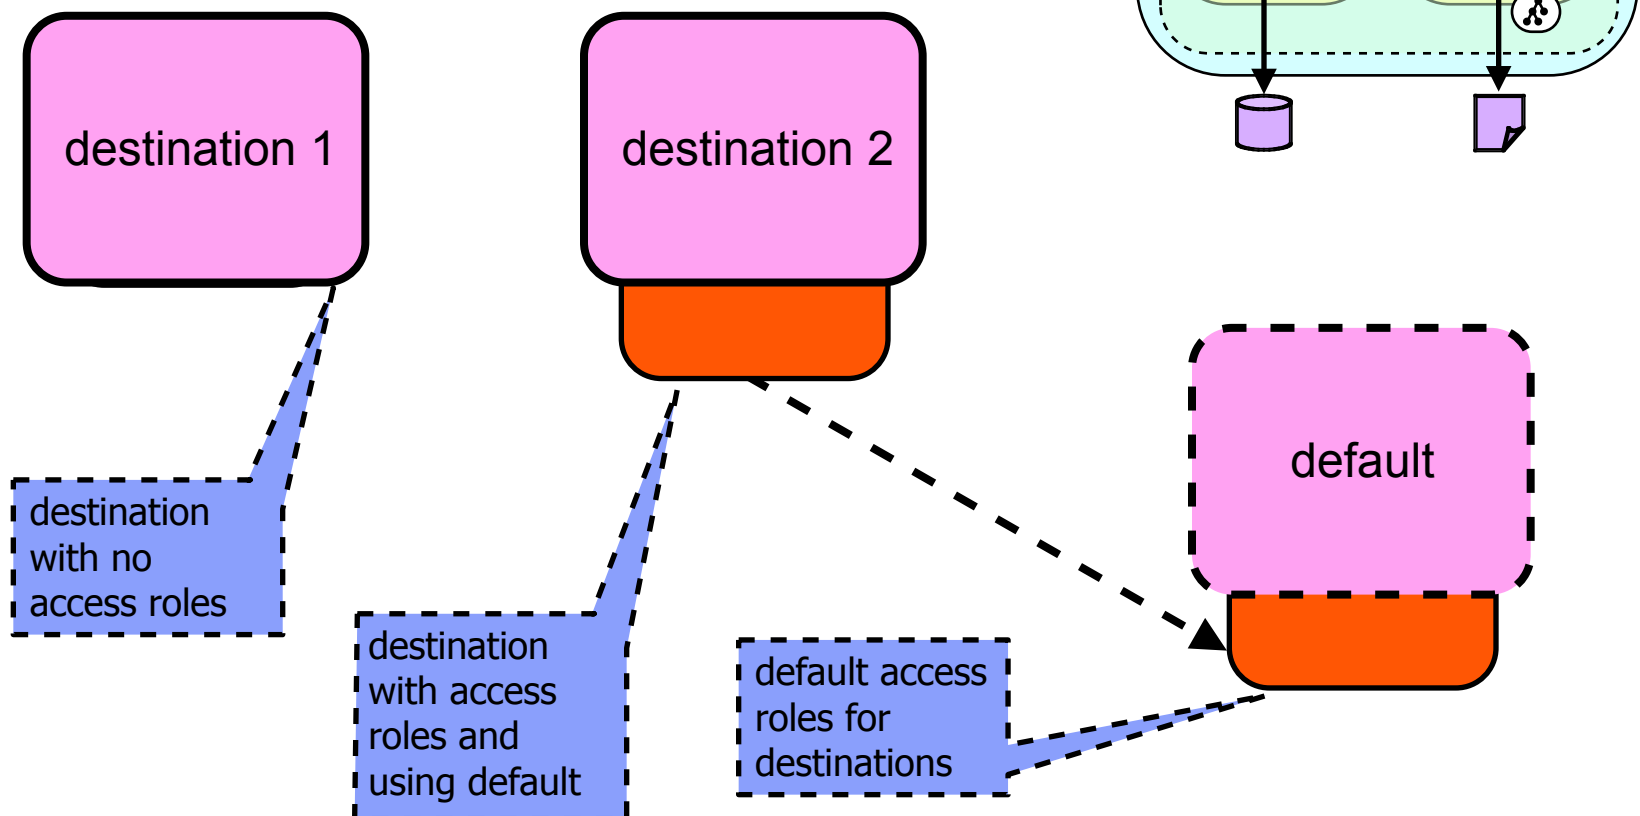 destination 1
destination 2
default
destination
with no
access roles
destination
with access
roles and
using default
default access
roles for
destinations